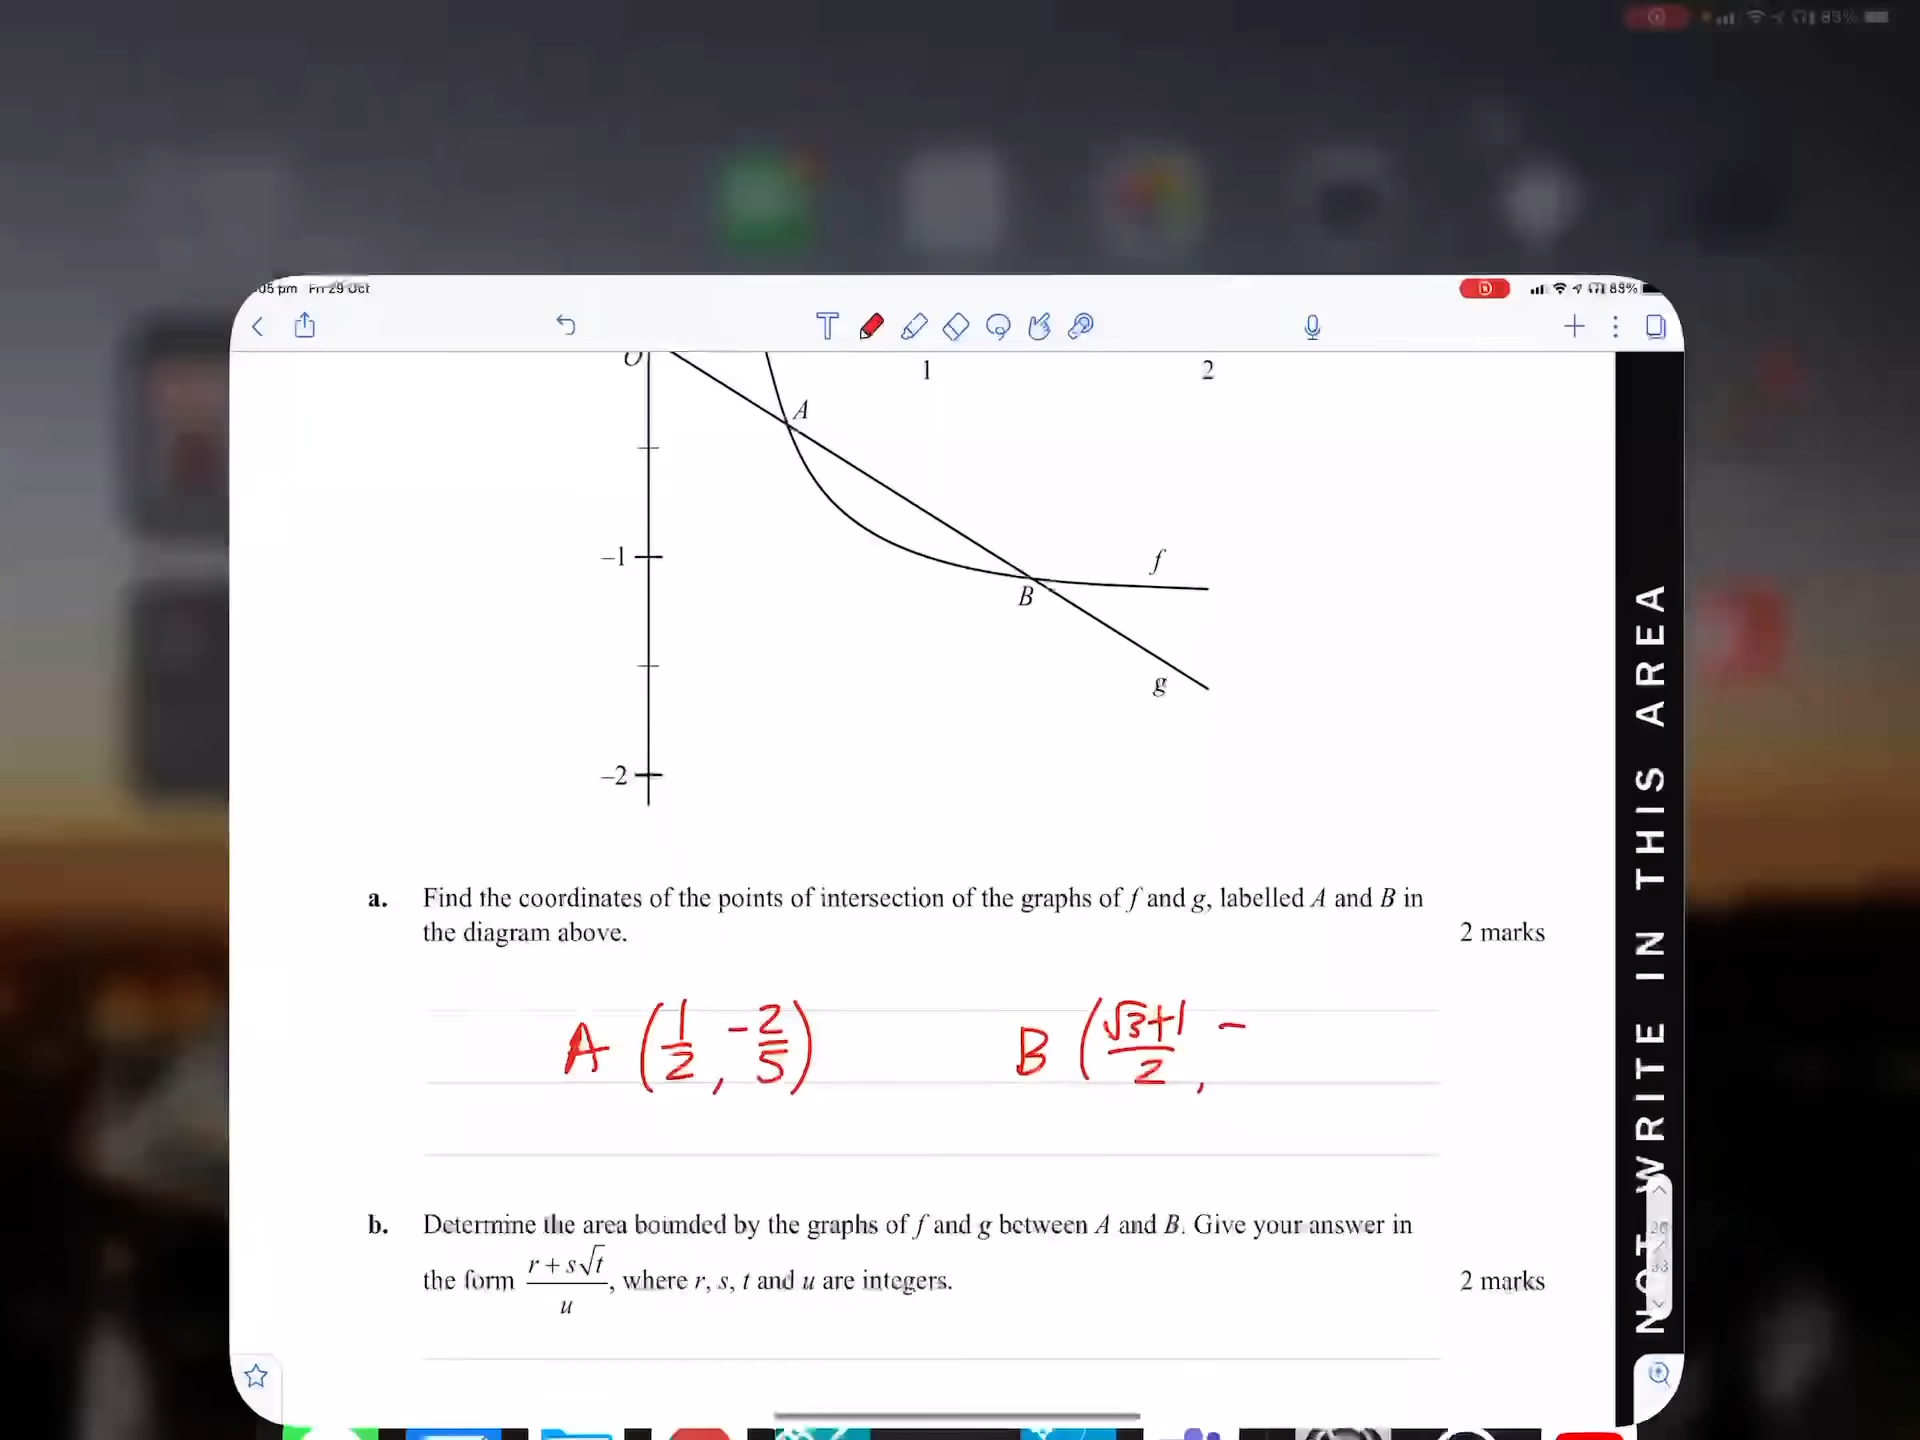 83%
05 pm Fri 29 Oct
83%
O
1
2
A
-1
f
B
g
-2
a. Find the coordinates of the points of intersection of the graphs of f and g, labelled A and B in
the diagram above.
2 marks
A (1/2, -2/5)
B (√3+1/2, -
b. Determine the area bounded by the graphs of f and g between A and B. Give your answer in
the form r + s√t/u, where r, s, t and u are integers.
2 marks
NOT WRITE IN THIS AREA